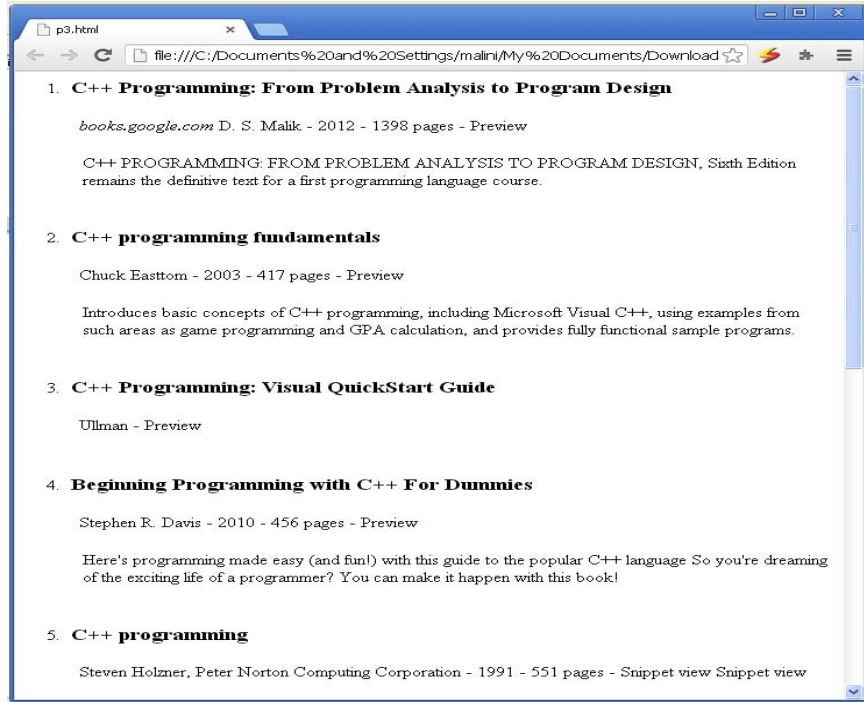 p3.html
file:///C:/Documents%20and%20Settings/malini/My%20Documents/Download
1. C++ Programming: From Problem Analysis to Program Design
books.google.com D. S. Malik - 2012 - 1398 pages - Preview
C++ PROGRAMMING: FROM PROBLEM ANALYSIS TO PROGRAM DESIGN, Sixth Edition
remains the definitive text for a first programming language course.
2. C++ programming fundamentals
Chuck Easttom - 2003 - 417 pages - Preview
Introduces basic concepts of C++ programming, including Microsoft Visual C++, using examples from
such areas as game programming and GPA calculation, and provides fully functional sample programs.
3. C++ Programming: Visual QuickStart Guide
Ullman - Preview
4. Beginning Programming with C++ For Dummies
Stephen R. Davis - 2010 - 456 pages - Preview
Here's programming made easy (and fun!) with this guide to the popular C++ language So you're dreaming
of the exciting life of a programmer? You can make it happen with this book!
5. C++ programming
Steven Holzner, Peter Norton Computing Corporation - 1991 - 551 pages - Snippet view Snippet view